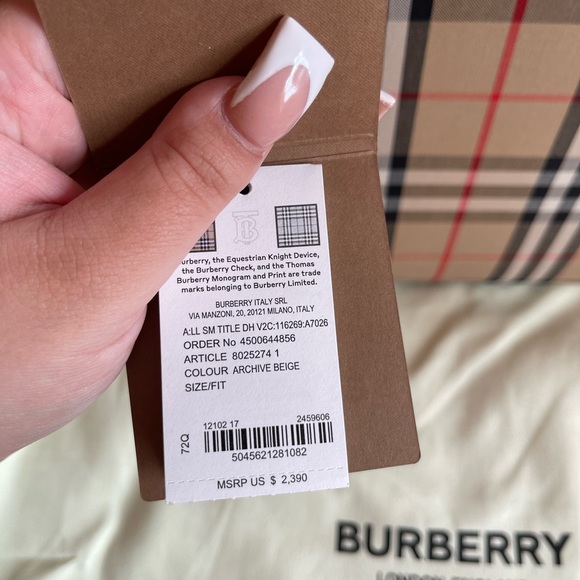 Burberry, the Equestrian Knight Device,
the Burberry Check, and the Thomas
Burberry Monogram and Print are trade
marks belonging to Burberry Limited.
BURBERRY ITALY SRL
VIA MANZONI, 20, 20121 MILANO, ITALY
A:LL SM TITLE DH V2C:116269:A7026
ORDER No 4500644856
ARTICLE 8025274 1
COLOUR ARCHIVE BEIGE
SIZE/FIT
72Q
12102 17 2459606
5045621281082
MSRP US $ 2,390
BURBERRY